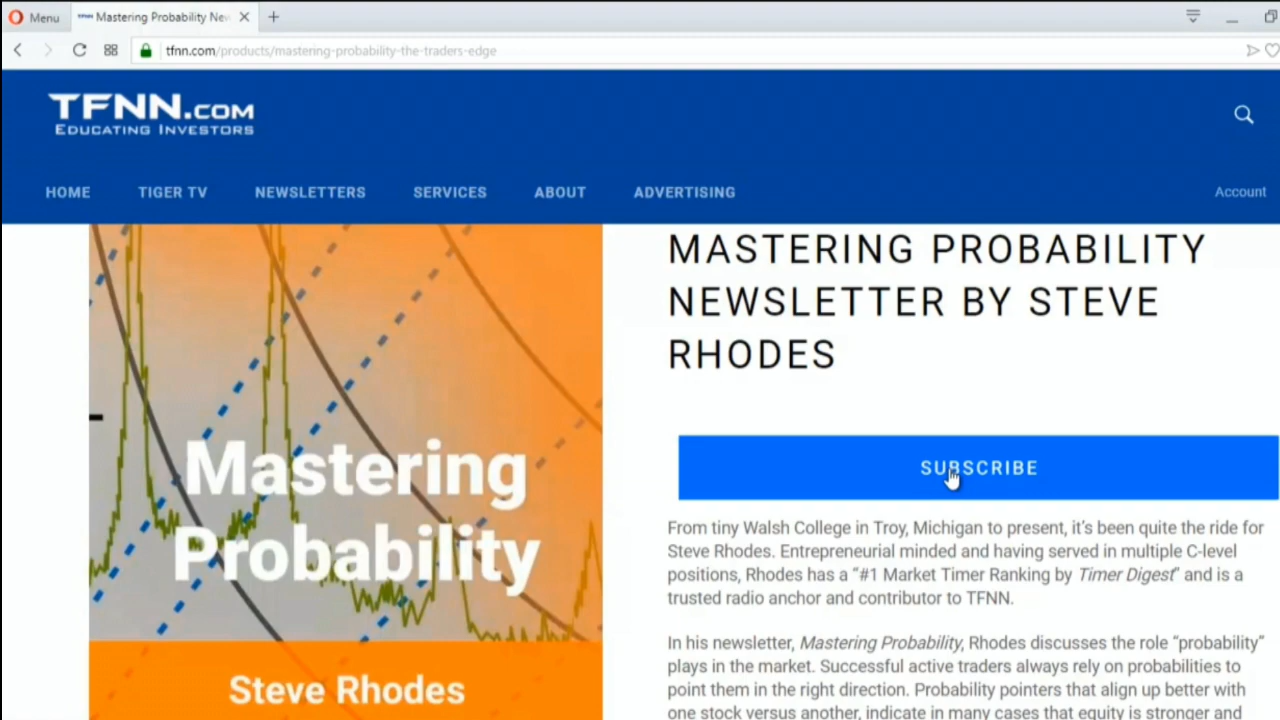 Menu
TFNN Mastering Probability New
tfnn.com/products/mastering-probability-the-traders-edge
TFNN.COM
EDUCATING INVESTORS
HOME TIGER TV NEWSLETTERS SERVICES ABOUT ADVERTISING
Account
MASTERING PROBABILITY
NEWSLETTER BY STEVE
RHODES
Mastering
Probability
Steve Rhodes
SUBSCRIBE
From tiny Walsh College in Troy, Michigan to present, it's been quite the ride for
Steve Rhodes. Entrepreneurial minded and having served in multiple C-level
positions, Rhodes has a “#1 Market Timer Ranking by Timer Digest” and is a
trusted radio anchor and contributor to TFNN.
In his newsletter, Mastering Probability, Rhodes discusses the role “probability”
plays in the market. Successful active traders always rely on probabilities to
point them in the right direction. Probability pointers that align up better with
one stock versus another, indicate in many cases that equity is stronger and